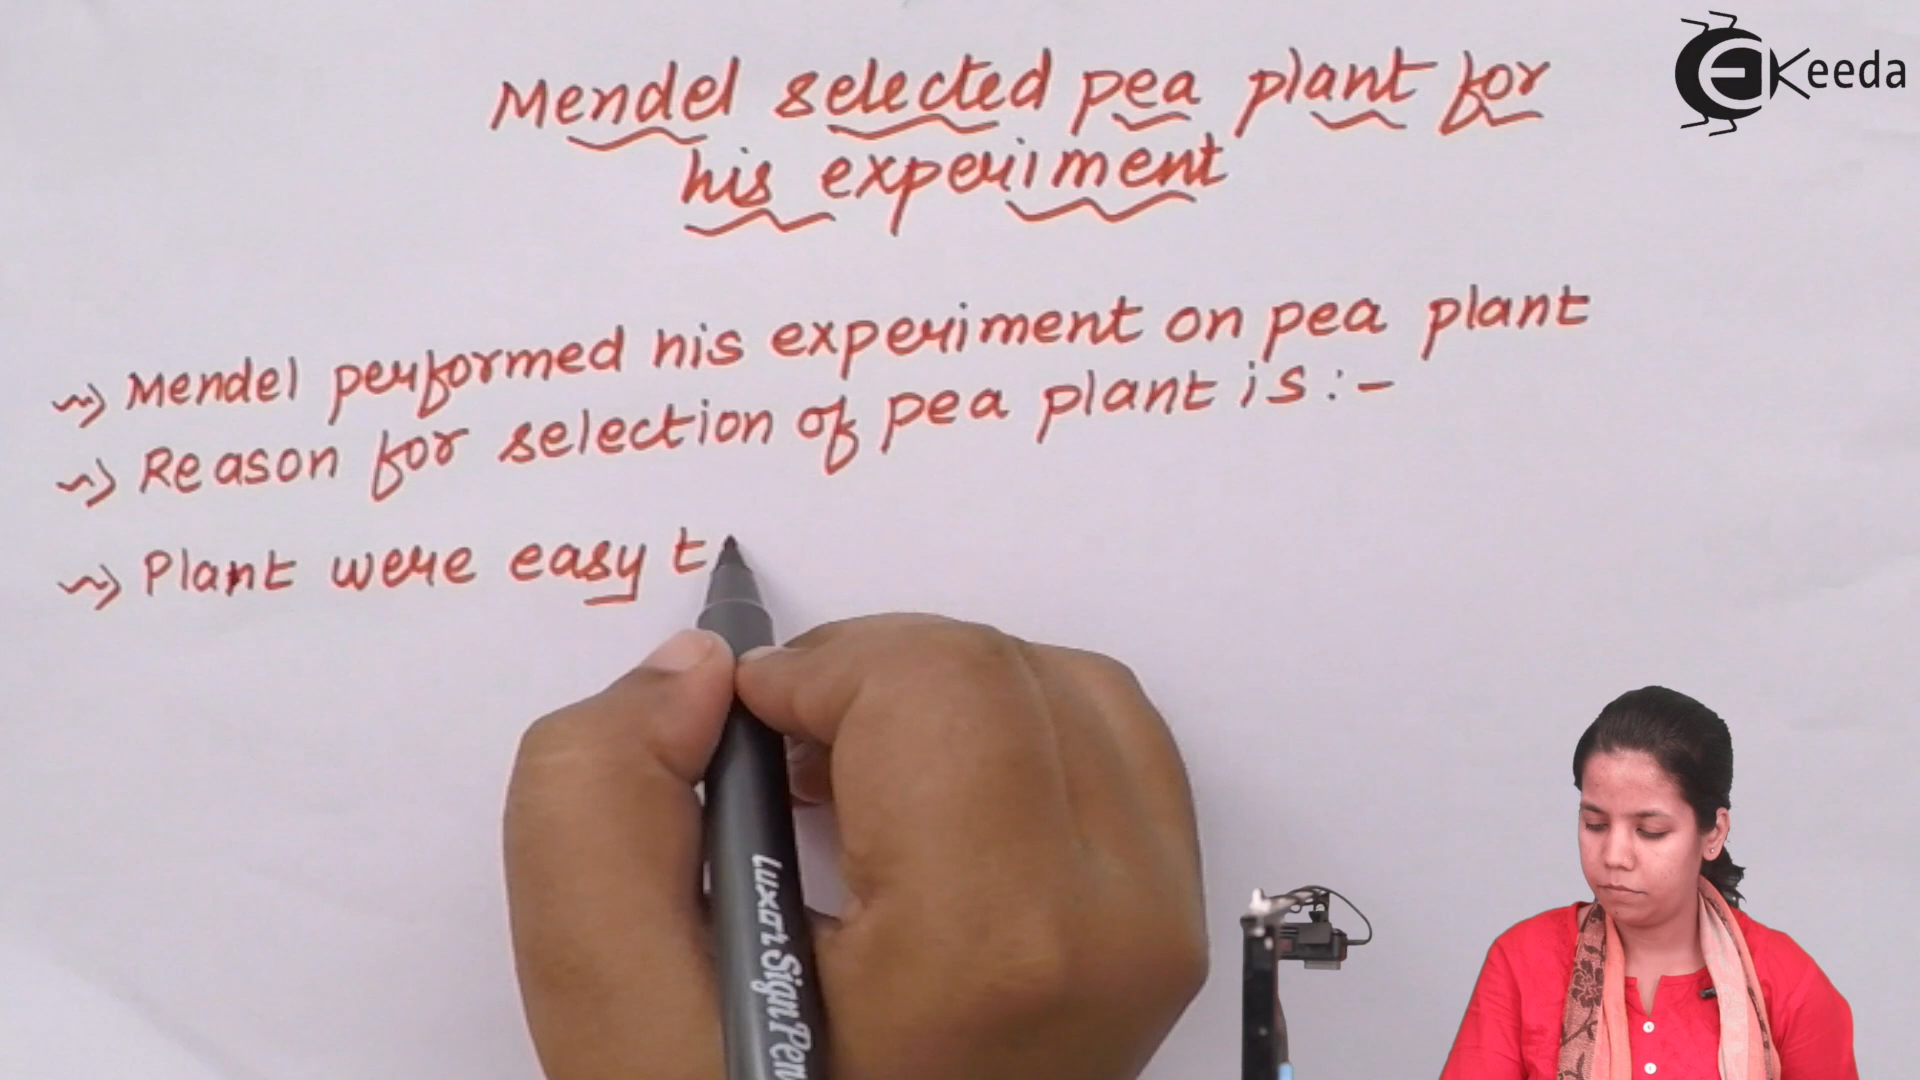 Mendel selected pea plant for
his experiment
EKeeda
~> Mendel performed his experiment on pea plant
~> Reason for selection of pea plant is :-
~> Plant were easy t
Luxor Sign Pen